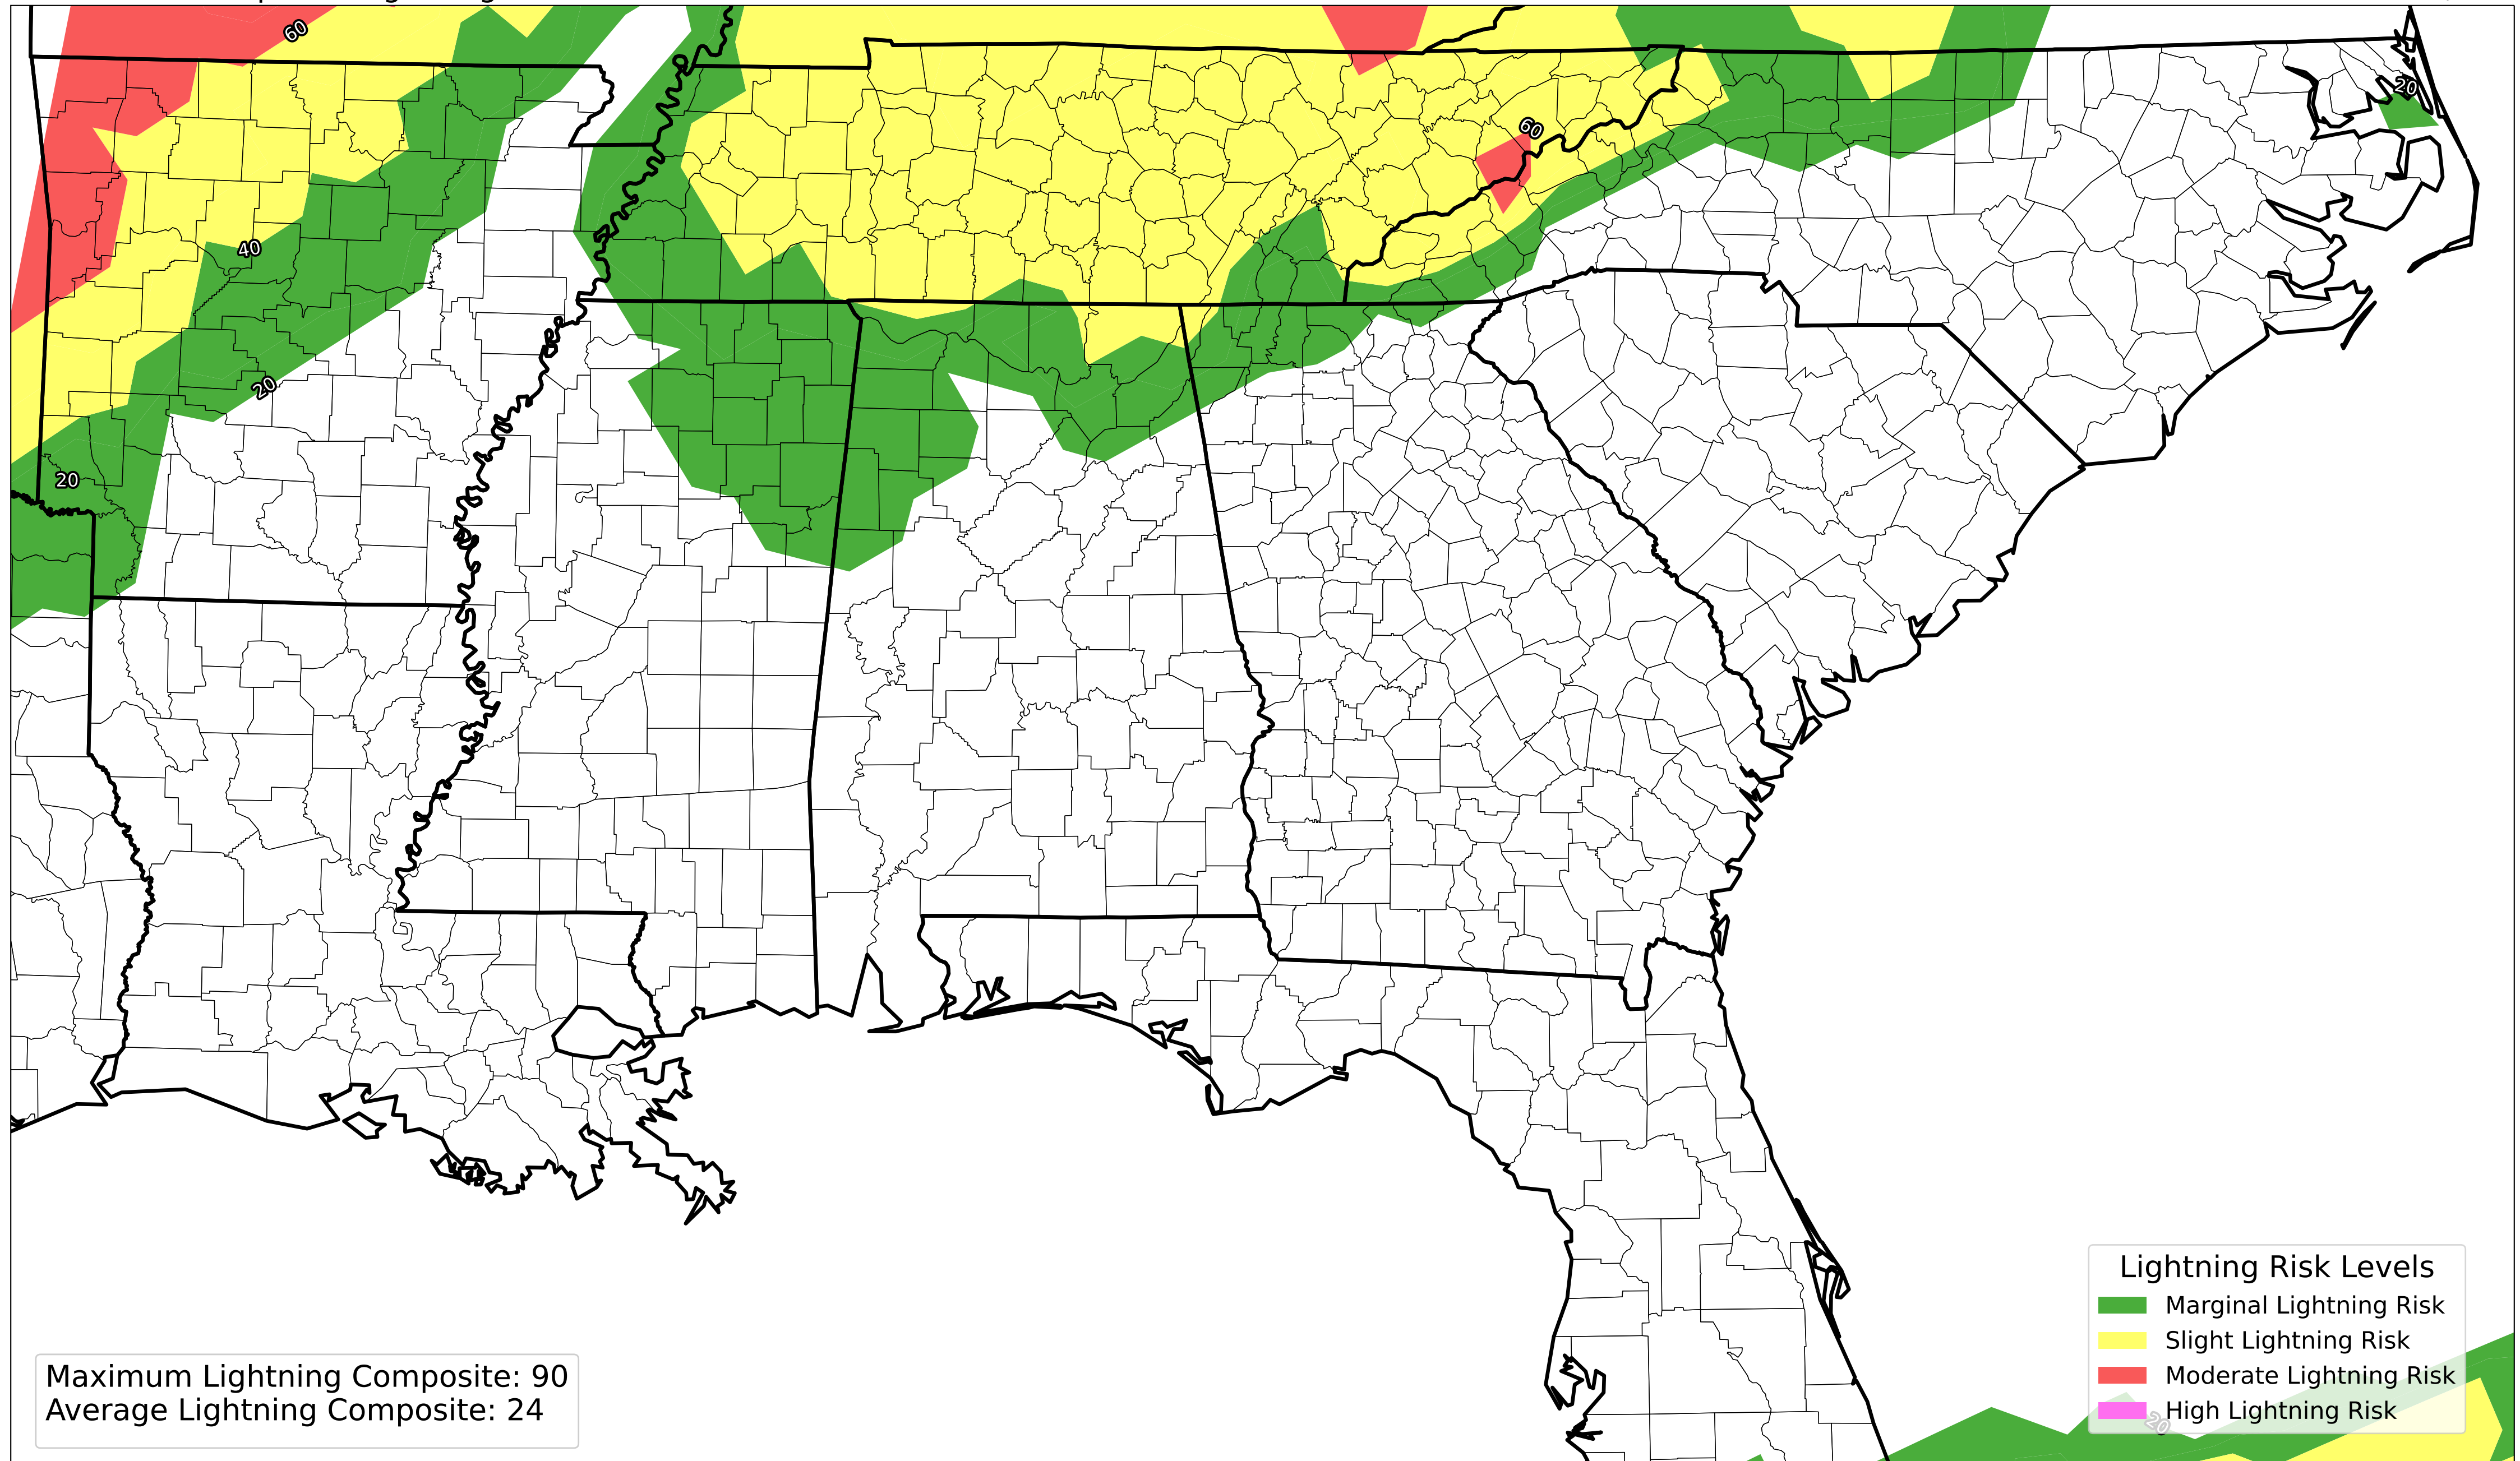 60
20
60
40
20
20
Lightning Risk Levels
Marginal Lightning Risk
Slight Lightning Risk
Moderate Lightning Risk
High Lightning Risk
20
Maximum Lightning Composite: 90
Average Lightning Composite: 24